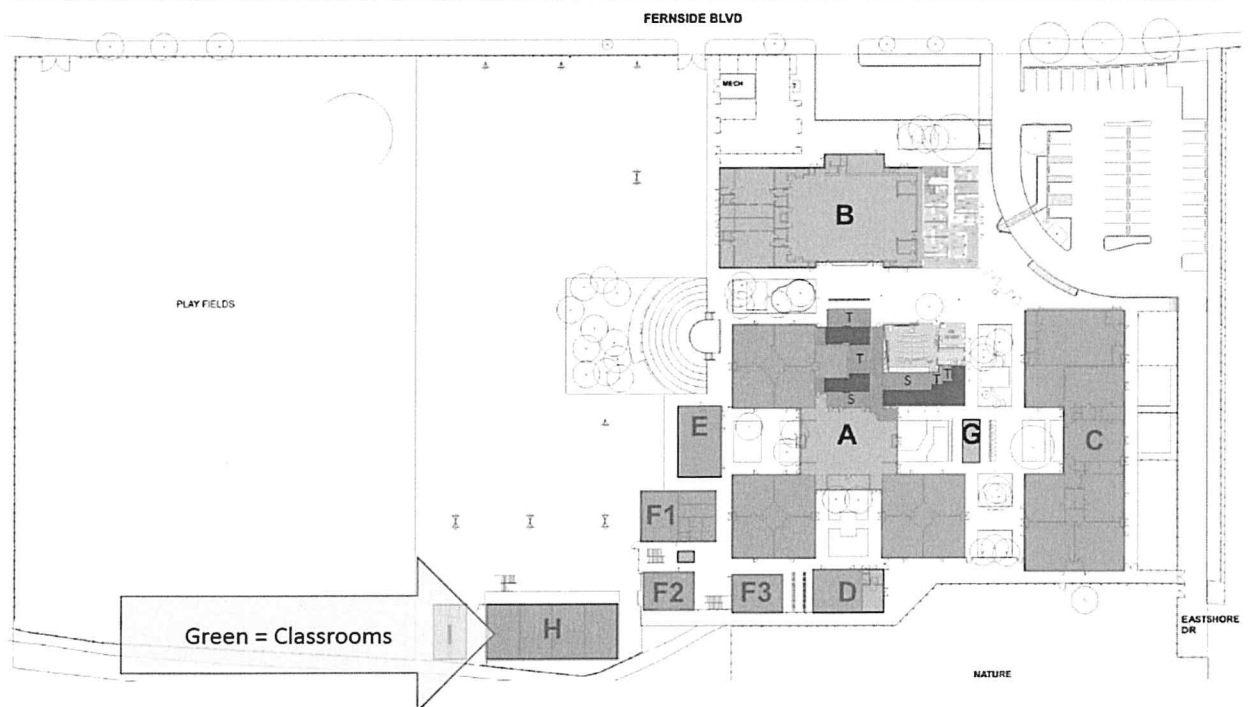 FERNSIDE BLVD
MECH
T
B
PLAY FIELDS
T
T
S
S
T
T
E
A
G
C
F1
F2
F3
D
I
H
Green = Classrooms
EASTSHORE
DR
NATURE